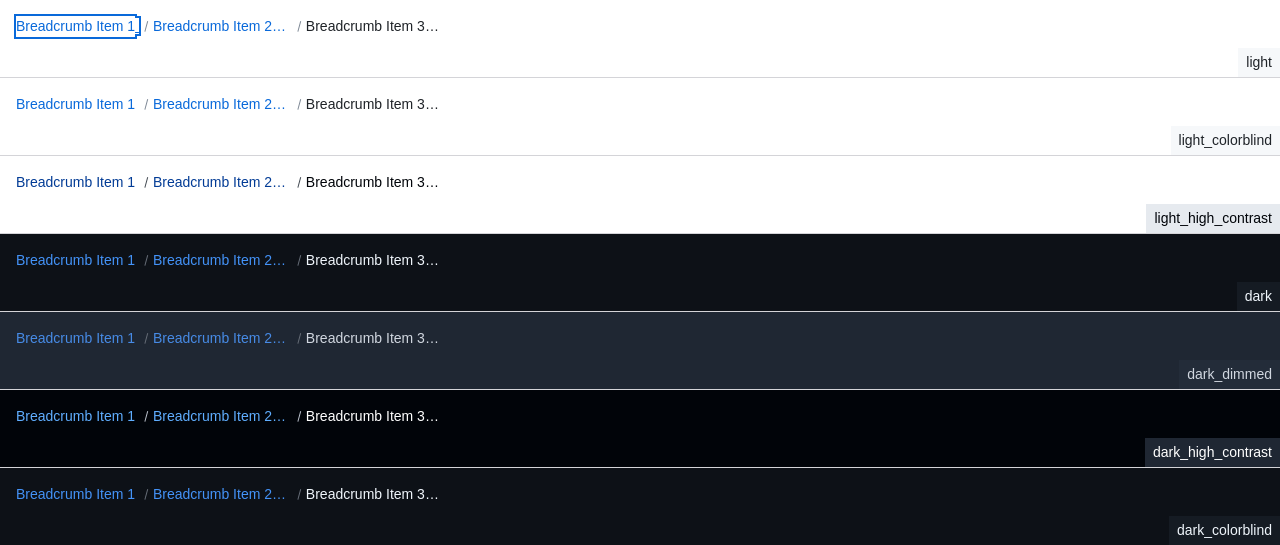 Breadcrumb Item 1 / Breadcrumb Item 2… / Breadcrumb Item 3…
light
Breadcrumb Item 1 / Breadcrumb Item 2… / Breadcrumb Item 3…
light_colorblind
Breadcrumb Item 1 / Breadcrumb Item 2… / Breadcrumb Item 3…
light_high_contrast
Breadcrumb Item 1 / Breadcrumb Item 2… / Breadcrumb Item 3…
dark
Breadcrumb Item 1 / Breadcrumb Item 2… / Breadcrumb Item 3…
dark_dimmed
Breadcrumb Item 1 / Breadcrumb Item 2… / Breadcrumb Item 3…
dark_high_contrast
Breadcrumb Item 1 / Breadcrumb Item 2… / Breadcrumb Item 3…
dark_colorblind